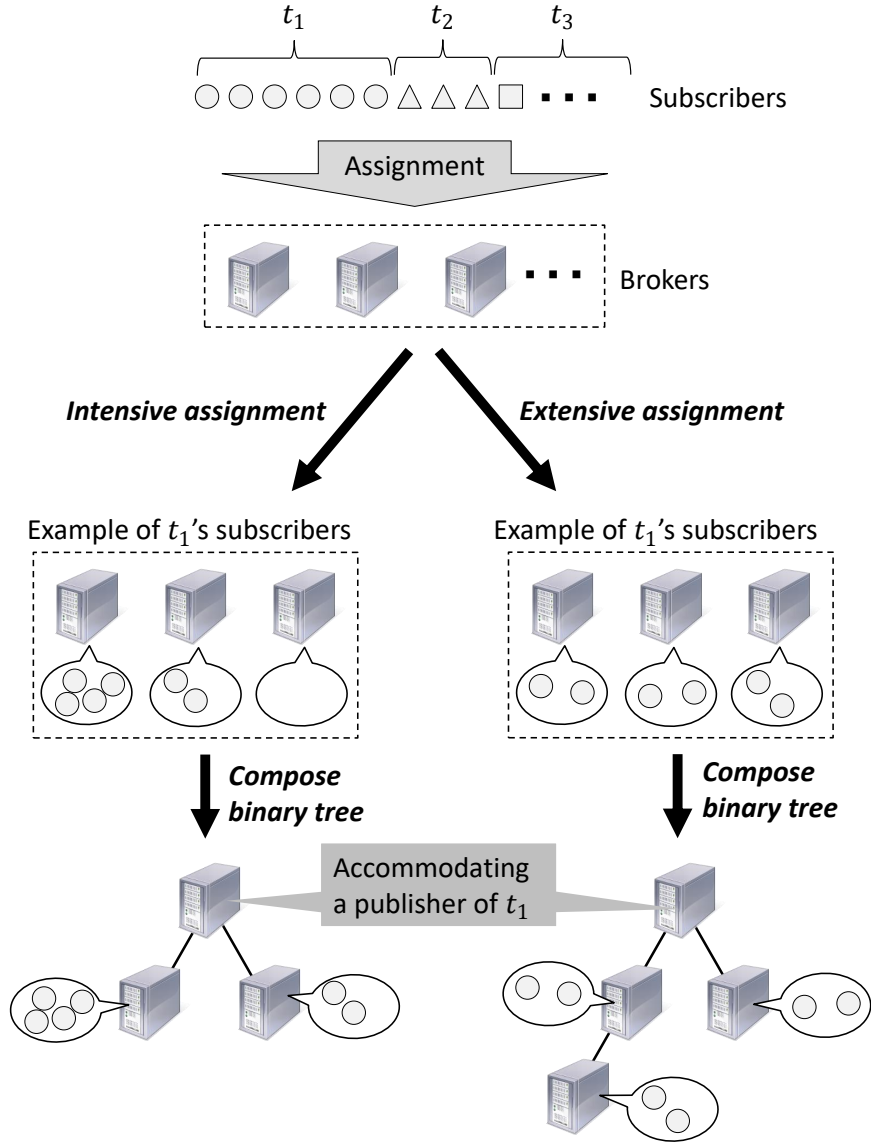 t₁ t₂ t₃
Subscribers
Assignment
Brokers
Intensive assignment
Extensive assignment
Example of t₁'s subscribers
Example of t₁'s subscribers
Compose
binary tree
Compose
binary tree
Accommodating
a publisher of t₁